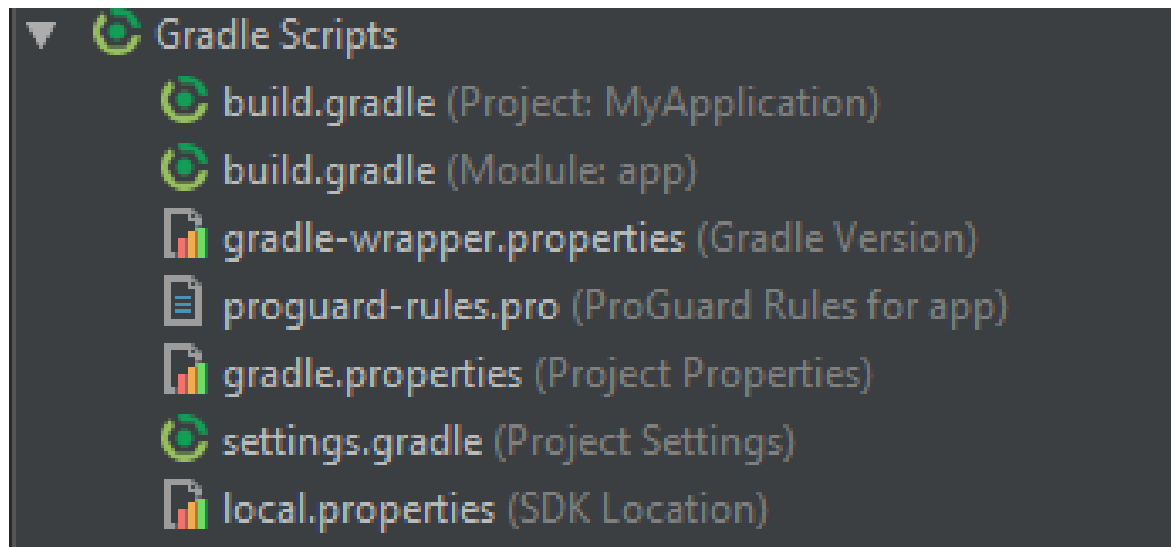 Gradle Scripts
build.gradle (Project: MyApplication)
build.gradle (Module: app)
gradle-wrapper.properties (Gradle Version)
proguard-rules.pro (ProGuard Rules for app)
gradle.properties (Project Properties)
settings.gradle (Project Settings)
local.properties (SDK Location)